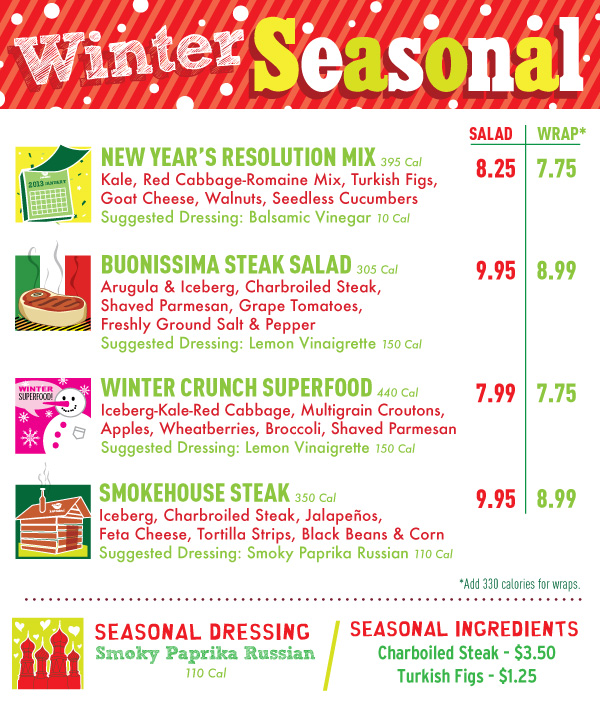 Winter Seasonal
SALAD WRAP*
2013 JANUARY
NEW YEAR'S RESOLUTION MIX 395 Cal 8.25 7.75
Kale, Red Cabbage-Romaine Mix, Turkish Figs,
Goat Cheese, Walnuts, Seedless Cucumbers
Suggested Dressing: Balsamic Vinegar 10 Cal
BUONISSIMA STEAK SALAD 305 Cal 9.95 8.99
Arugula & Iceberg, Charbroiled Steak,
Shaved Parmesan, Grape Tomatoes,
Freshly Ground Salt & Pepper
Suggested Dressing: Lemon Vinaigrette 150 Cal
WINTER
SUPERFOOD!
WINTER CRUNCH SUPERFOOD 440 Cal 7.99 7.75
Iceberg-Kale-Red Cabbage, Multigrain Croutons,
Apples, Wheatberries, Broccoli, Shaved Parmesan
Suggested Dressing: Lemon Vinaigrette 150 Cal
SMOKEHOUSE STEAK 350 Cal 9.95 8.99
Iceberg, Charbroiled Steak, Jalapeños,
Feta Cheese, Tortilla Strips, Black Beans & Corn
Suggested Dressing: Smoky Paprika Russian 110 Cal
*Add 330 calories for wraps.
SEASONAL DRESSING
Smoky Paprika Russian
110 Cal
SEASONAL INGREDIENTS
Charboiled Steak - $3.50
Turkish Figs - $1.25